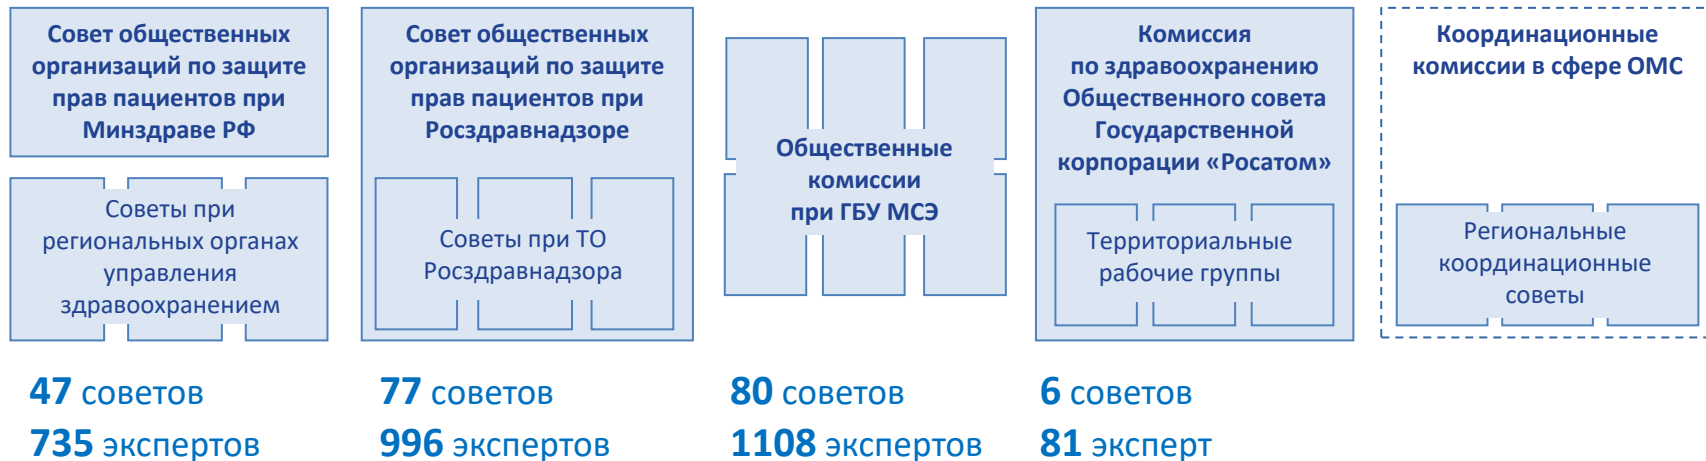 Совет общественных
организаций по защите
прав пациентов при
Минздраве РФ
Советы при
региональных органах
управления
здравоохранением
47 советов
735 экспертов
Совет общественных
организаций по защите
прав пациентов при
Росздравнадзоре
Советы при ТО
Росздравнадзора
77 советов
996 экспертов
Общественные
комиссии
при ГБУ МСЭ
80 советов
1108 экспертов
Комиссия
по здравоохранению
Общественного совета
Государственной
корпорации «Росатом»
Территориальные
рабочие группы
6 советов
81 эксперт
Координационные
комиссии в сфере ОМС
Региональные
координационные
советы